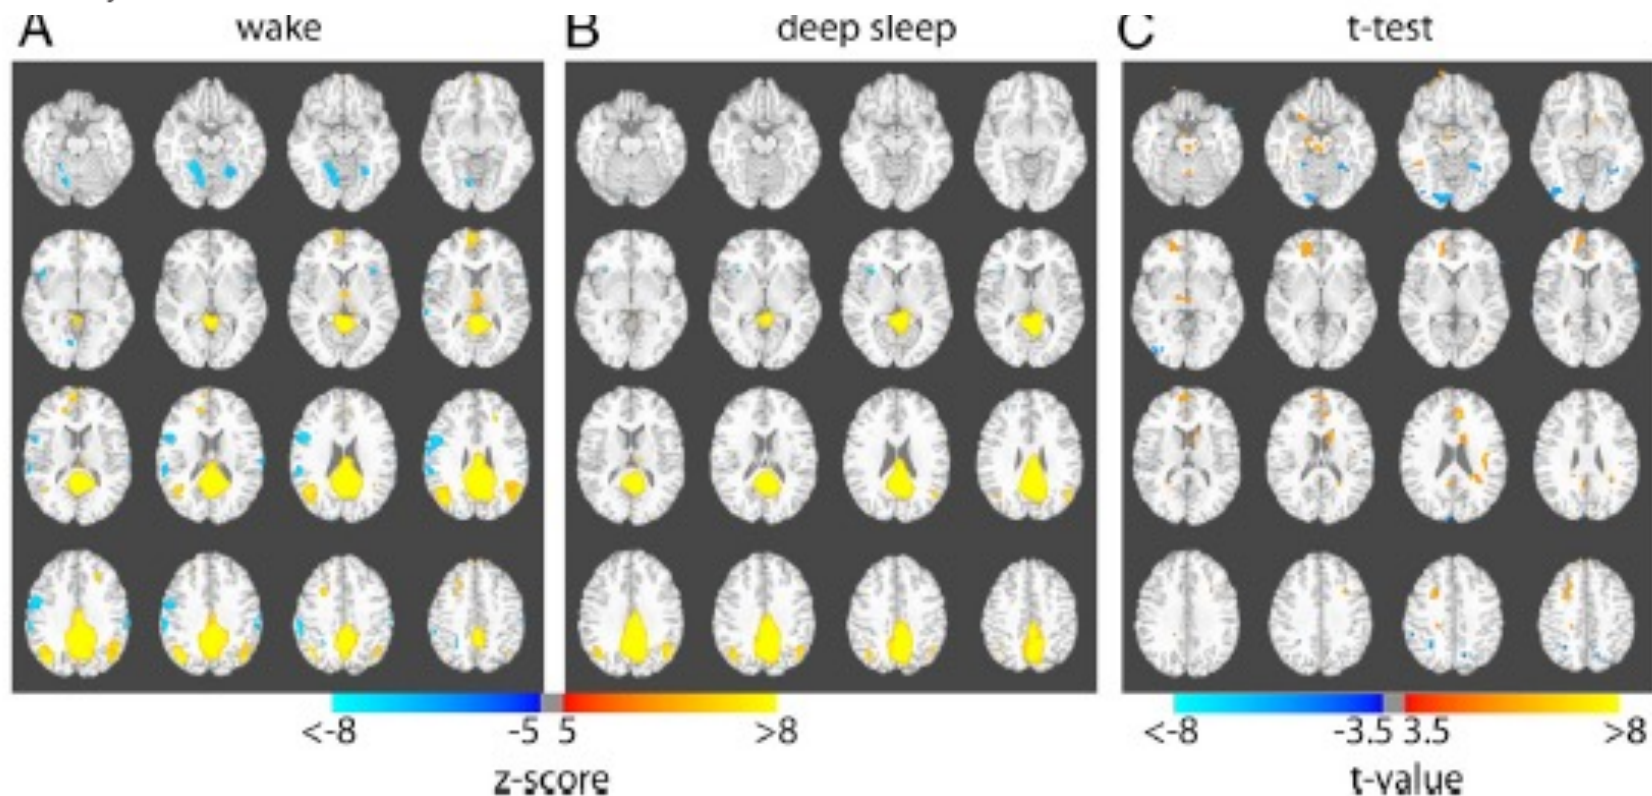 A wake B deep sleep C t-test
<-8 -5 5 >8 <-8 -3.5 3.5 >8
z-score t-value